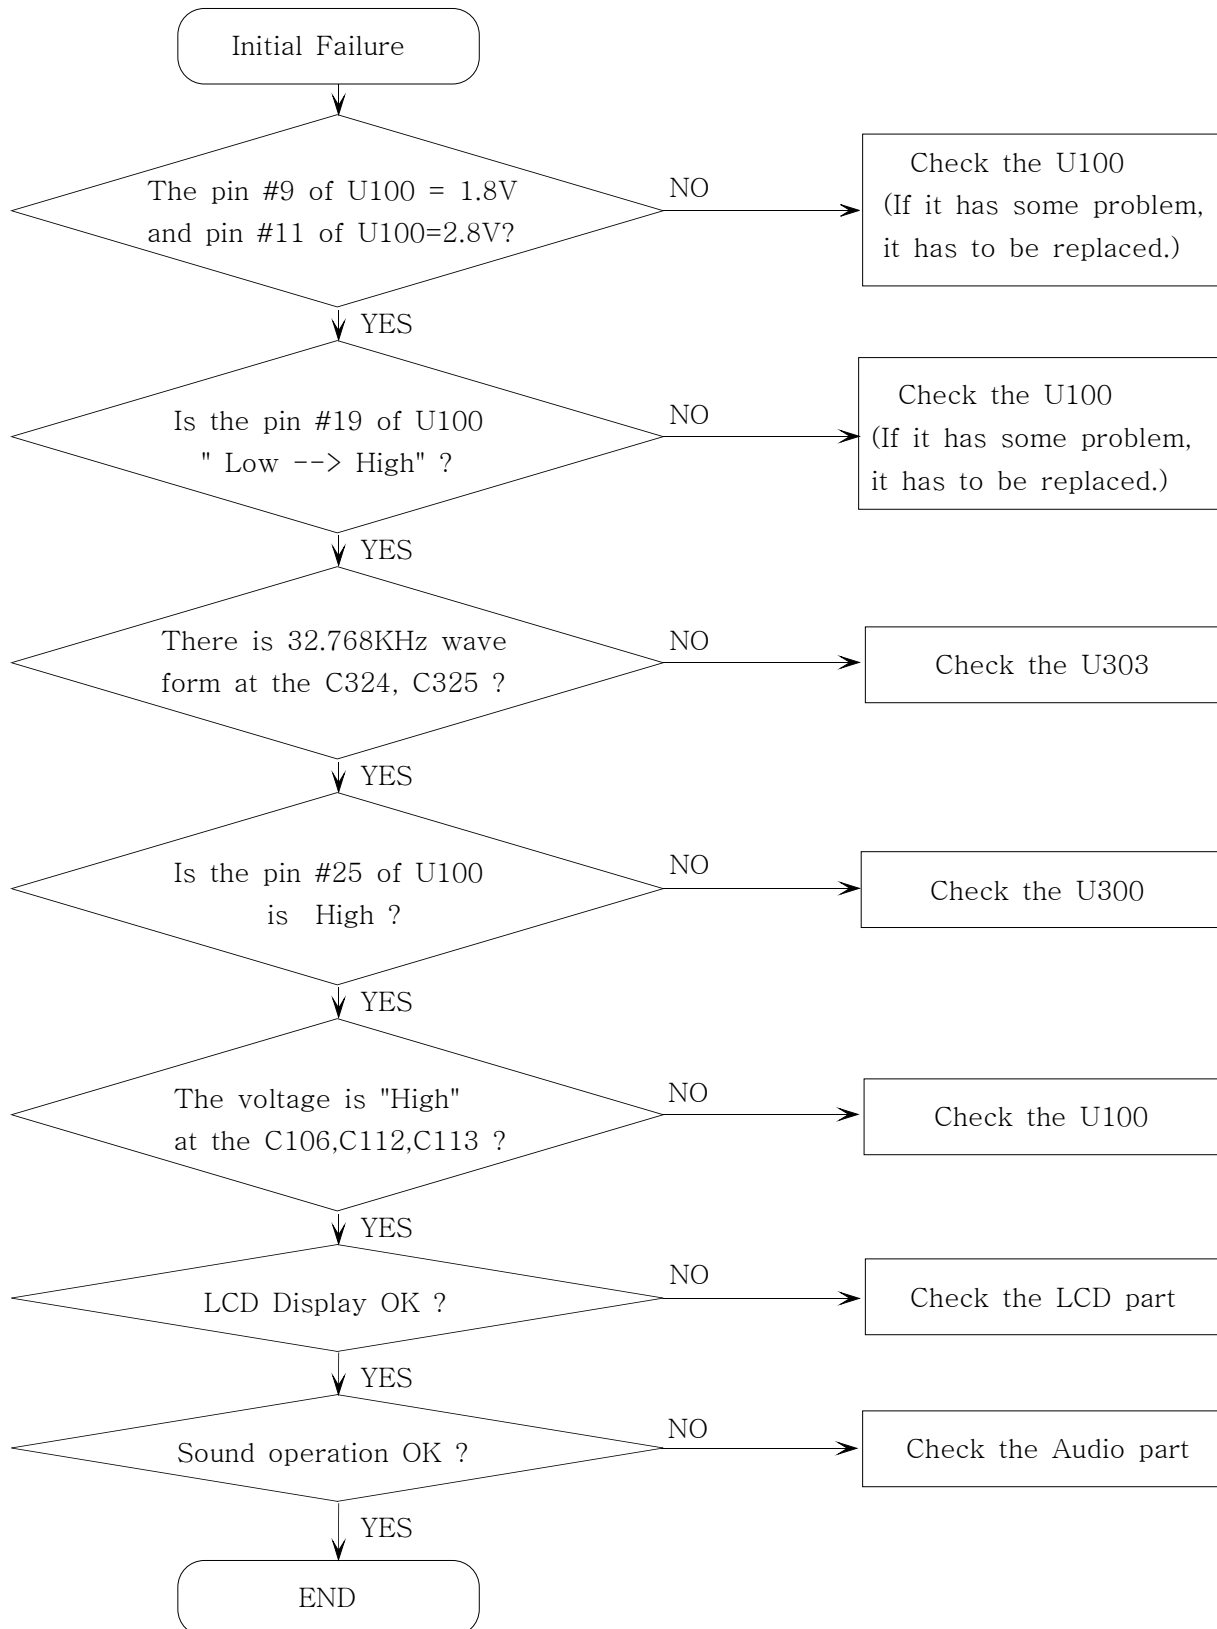 Initial Failure
The pin #9 of U100 = 1.8V
and pin #11 of U100=2.8V?
NO
Check the U100
(If it has some problem,
it has to be replaced.)
YES
Is the pin #19 of U100
" Low --> High" ?
NO
Check the U100
(If it has some problem,
it has to be replaced.)
YES
There is 32.768KHz wave
form at the C324, C325 ?
NO
Check the U303
YES
Is the pin #25 of U100
is High ?
NO
Check the U300
YES
The voltage is "High"
at the C106,C112,C113 ?
NO
Check the U100
YES
LCD Display OK ?
NO
Check the LCD part
YES
Sound operation OK ?
NO
Check the Audio part
YES
END